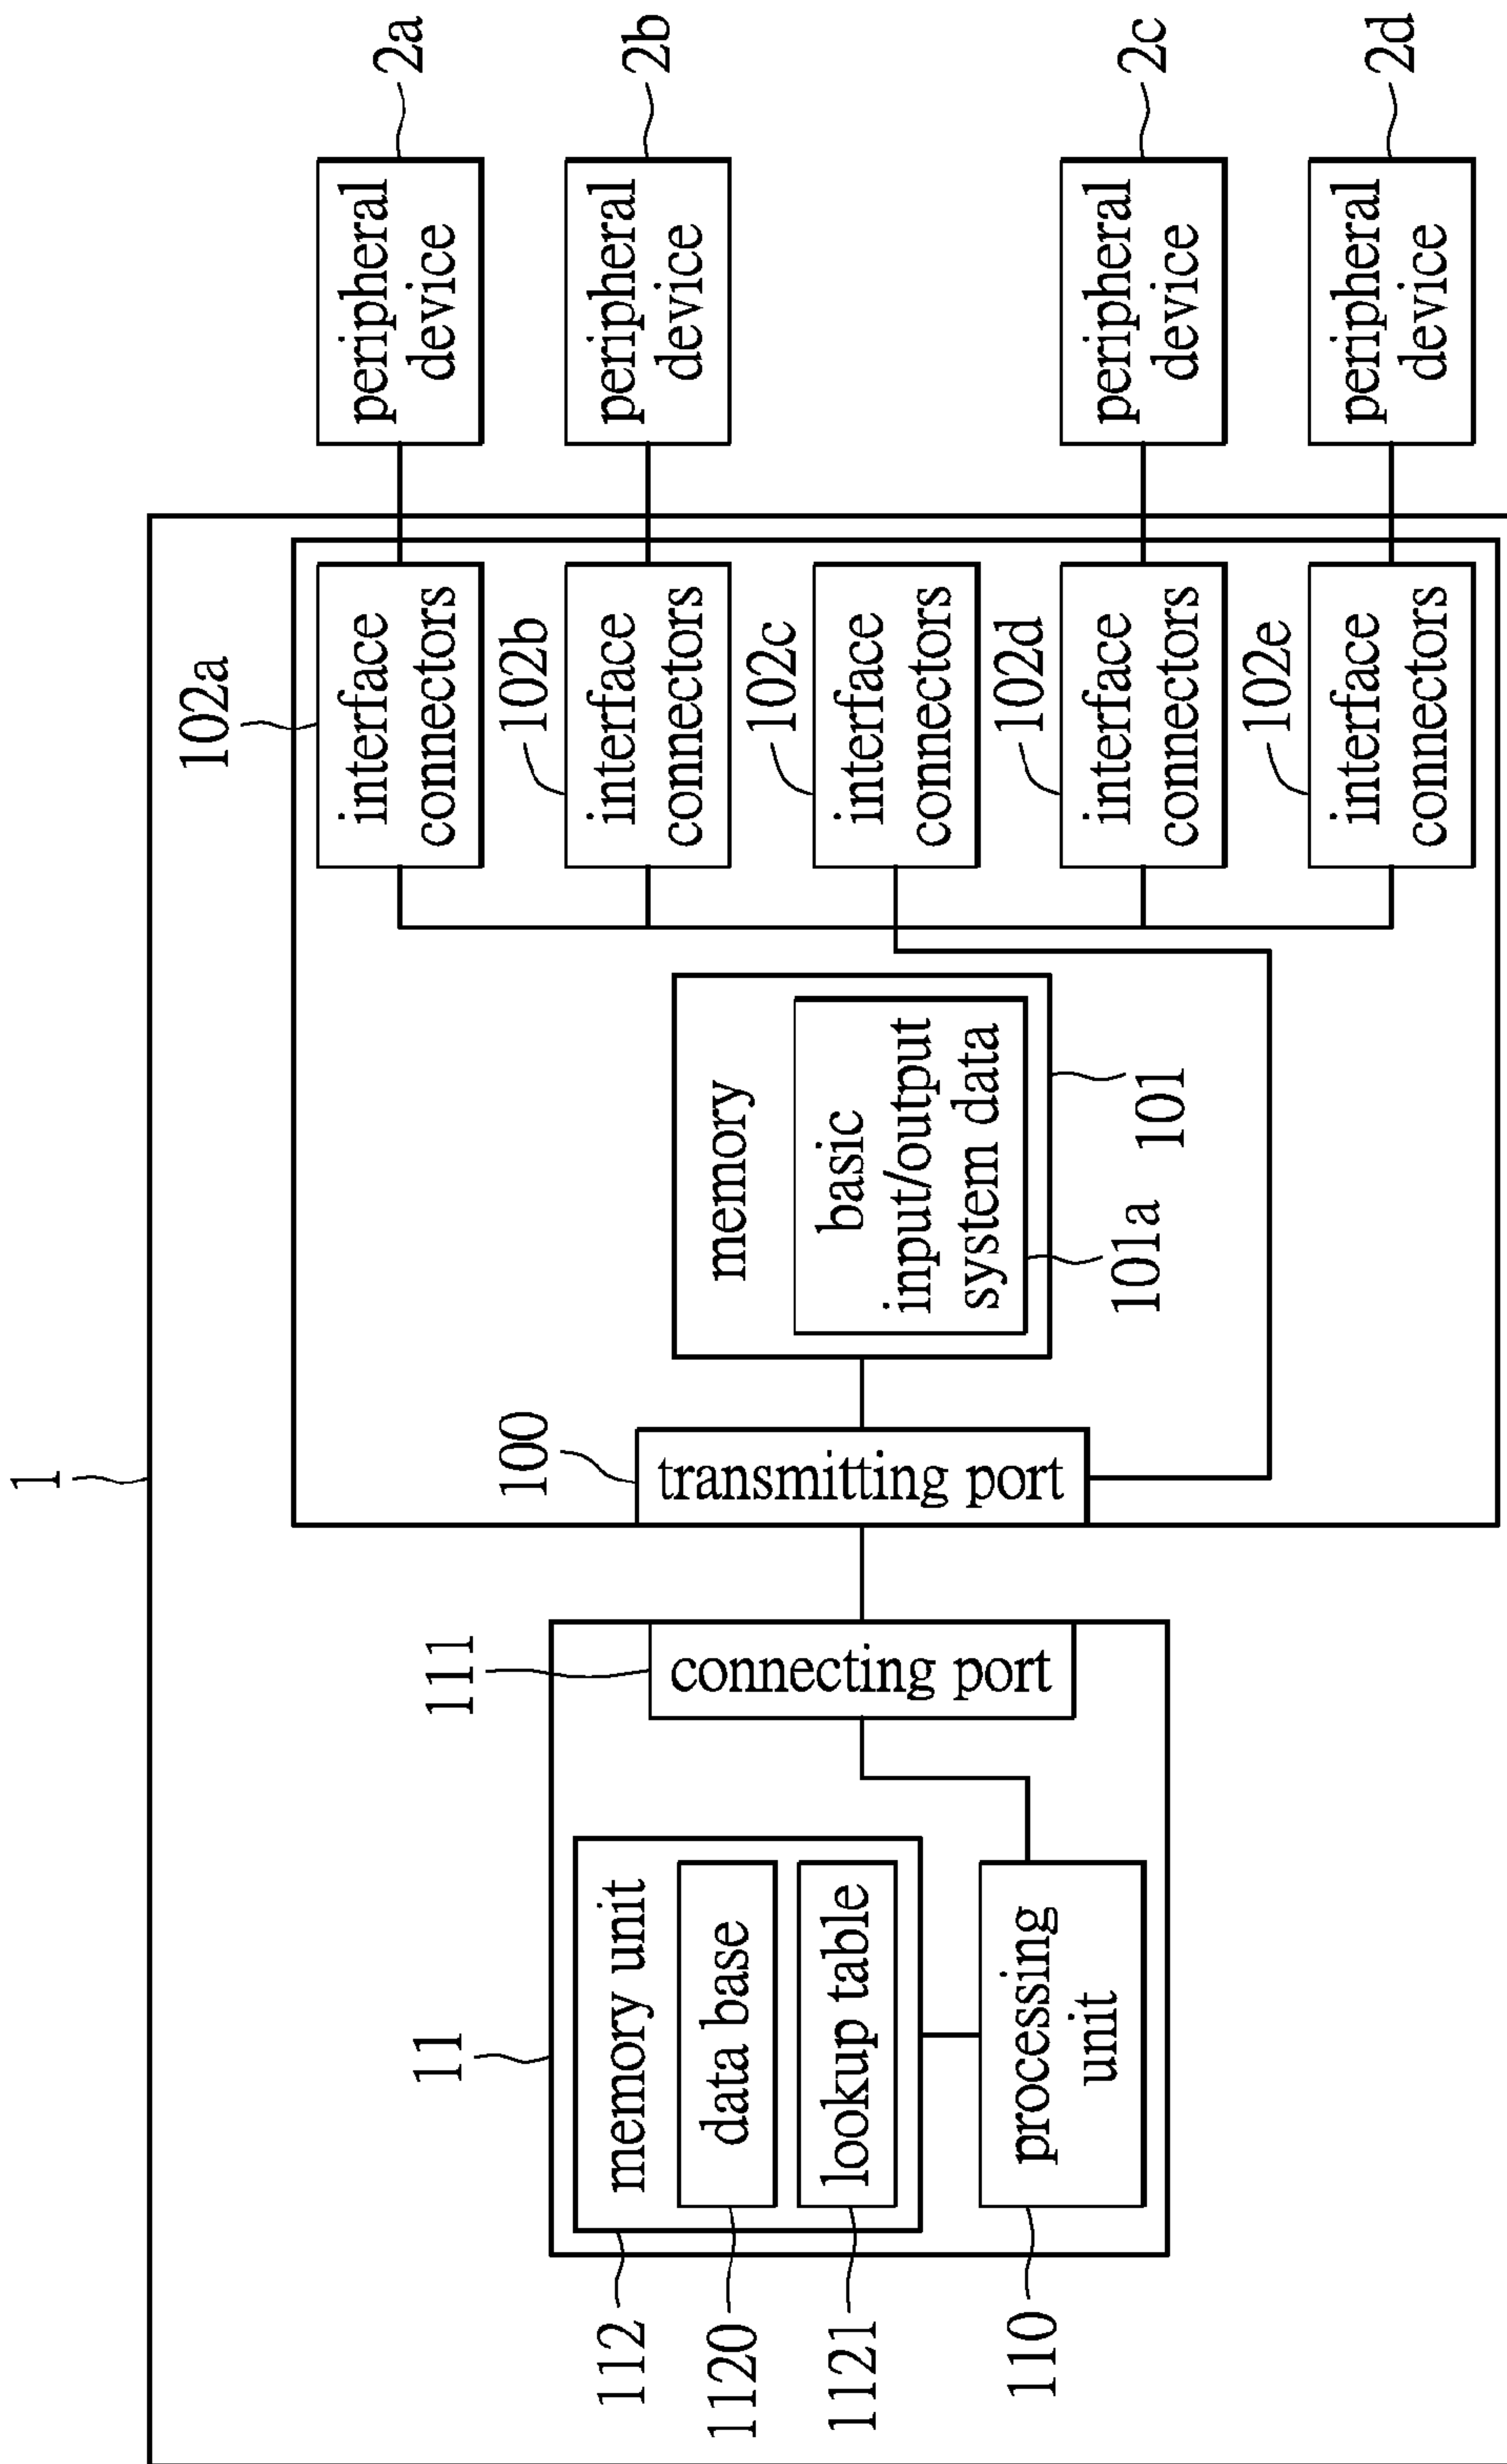 1
11
112
memory unit
1120
data base
1121
lookup table
110
processing
unit
111
connecting port
100
transmitting port
memory
basic
input/output
system data
101a
101
102a
interface
connectors
102b
interface
connectors
102c
interface
connectors
102d
interface
connectors
102e
interface
connectors
peripheral
device
2a
peripheral
device
2b
peripheral
device
2c
peripheral
device
2d